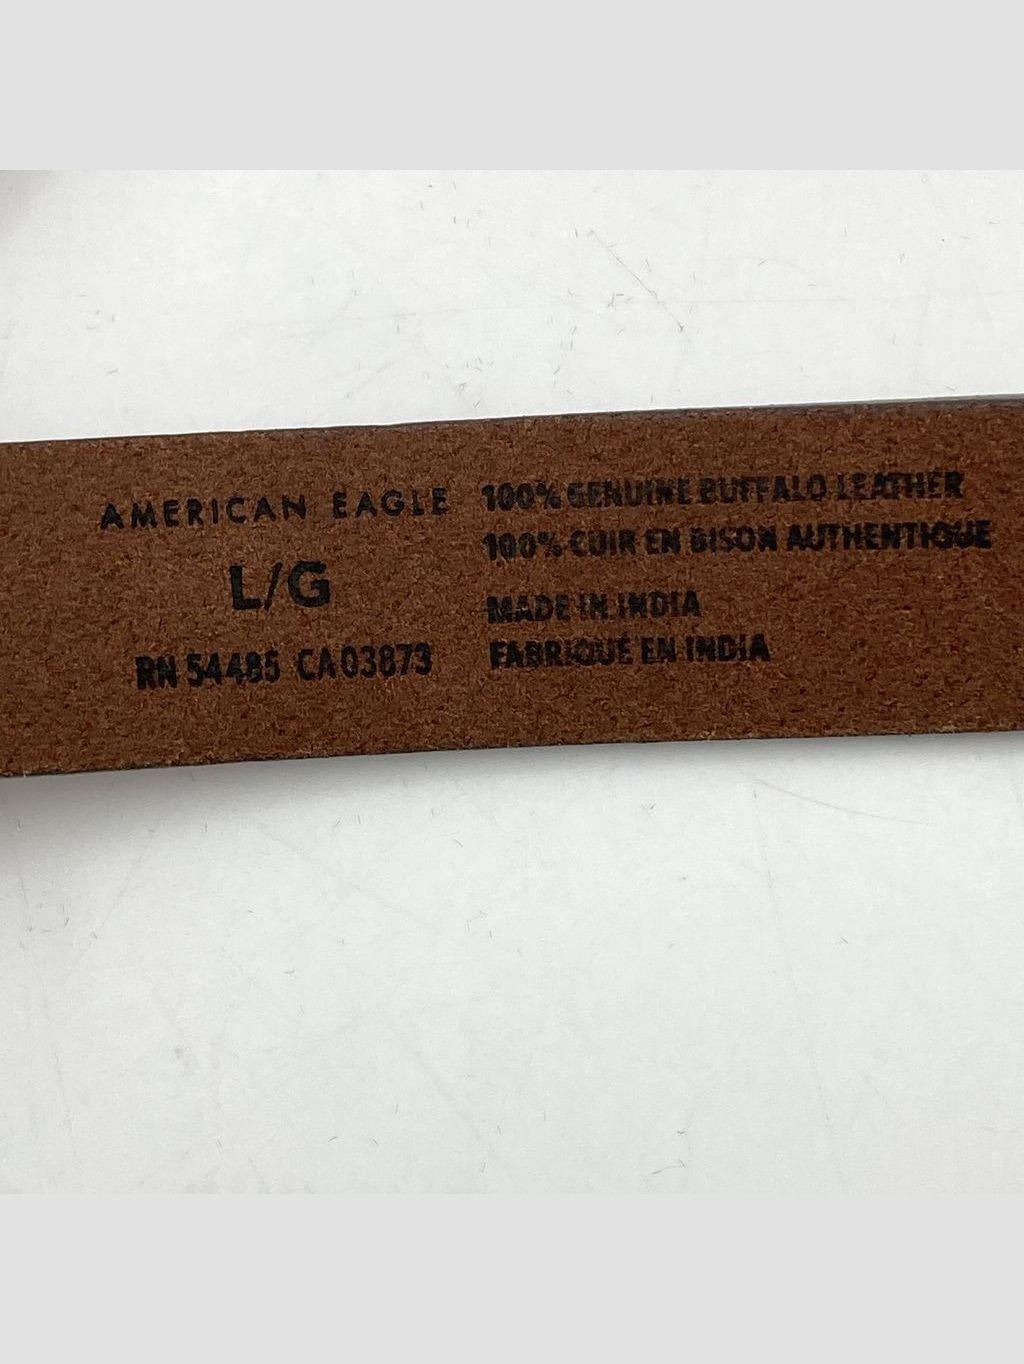 AMERICAN EAGLE
L/G
RN 54485 CA03873
100% GENUINE BUFFALO LEATHER
100% CUIR EN BISON AUTHENTIQUE
MADE IN INDIA
FABRIQUÉ EN INDIA